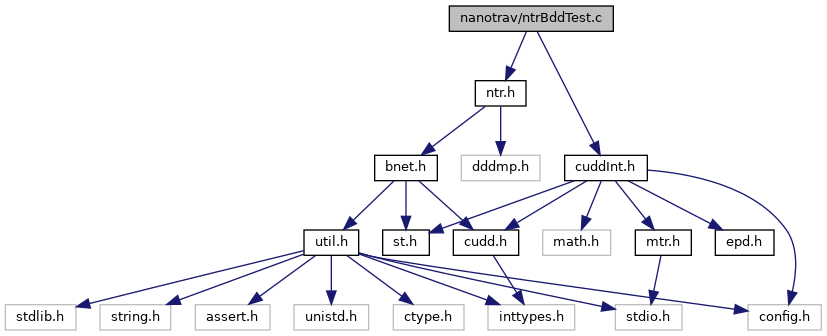 nanotrav/ntrBddTest.c
ntr.h
bnet.h
dddmp.h
cuddInt.h
util.h
st.h
cudd.h
math.h
mtr.h
epd.h
stdlib.h
string.h
assert.h
unistd.h
ctype.h
inttypes.h
stdio.h
config.h